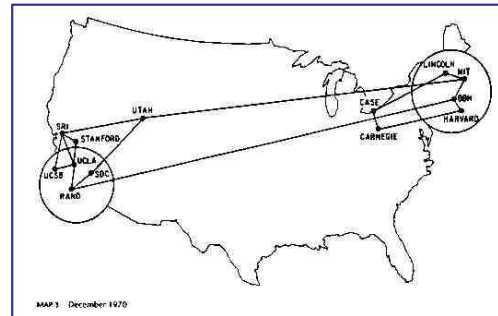 LINCOLN
MIT
CASE
BBN
HARVARD
CARNEGIE
UTAH
SRI
STANFORD
UCLA
UCSB
SDC
RAND
MAP 3 December 1970